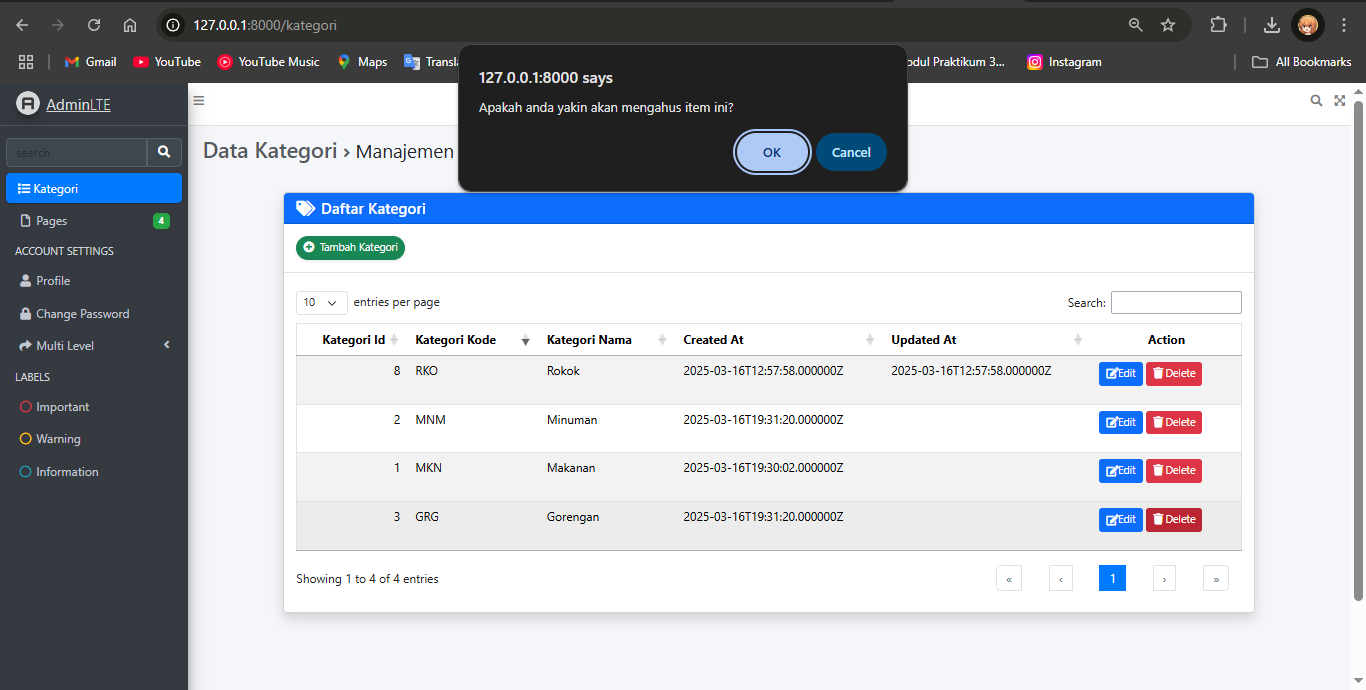 127.0.0.1:8000/kategori
Gmail YouTube YouTube Music Maps Transla odul Praktikum 3... Instagram All Bookmarks
127.0.0.1:8000 says
Apakah anda yakin akan mengahus item ini?
OK Cancel
AdminLTE
search
Kategori
Pages 4
ACCOUNT SETTINGS
Profile
Change Password
Multi Level
LABELS
Important
Warning
Information
Data Kategori › Manajemen
Daftar Kategori
Tambah Kategori
10 entries per page Search:
Kategori Id Kategori Kode Kategori Nama Created At Updated At Action
8 RKO Rokok 2025-03-16T12:57:58.000000Z 2025-03-16T12:57:58.000000Z Edit Delete
2 MNM Minuman 2025-03-16T19:31:20.000000Z Edit Delete
1 MKN Makanan 2025-03-16T19:30:02.000000Z Edit Delete
3 GRG Gorengan 2025-03-16T19:31:20.000000Z Edit Delete
Showing 1 to 4 of 4 entries « ‹ 1 › »